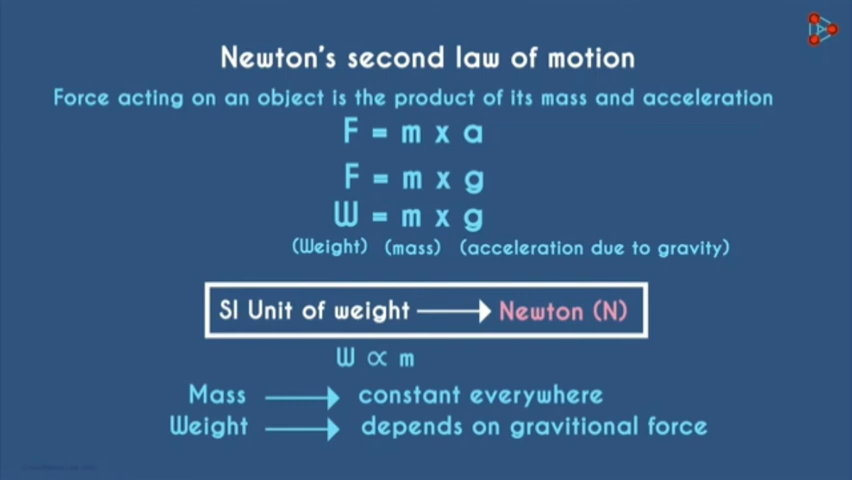 Newton's second law of motion
Force acting on an object is the product of its mass and acceleration
F = m x a
F = m x g
W = m x g
(Weight) (mass) (acceleration due to gravity)
SI Unit of weight ⟶ Newton (N)
W ∝ m
Mass ⟶ constant everywhere
Weight ⟶ depends on gravitional force